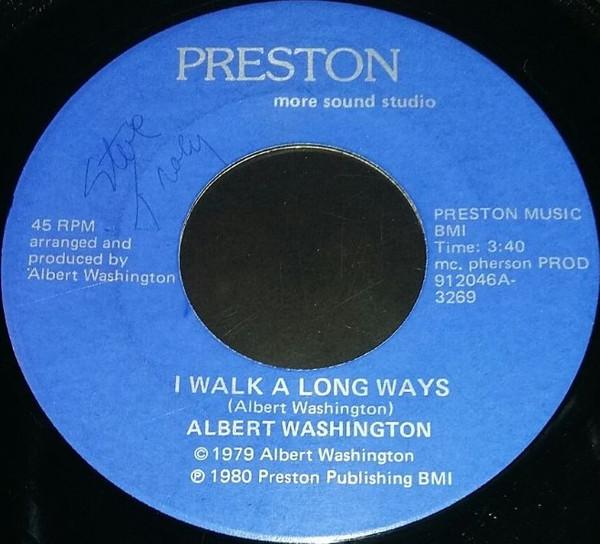 PRESTON
more sound studio
Steve
45 RPM
arranged and
produced by
Albert Washington
PRESTON MUSIC
BMI
Time: 3:40
mc. pherson PROD
912046A-
3269
I WALK A LONG WAYS
(Albert Washington)
ALBERT WASHINGTON
© 1979 Albert Washington
℗ 1980 Preston Publishing BMI